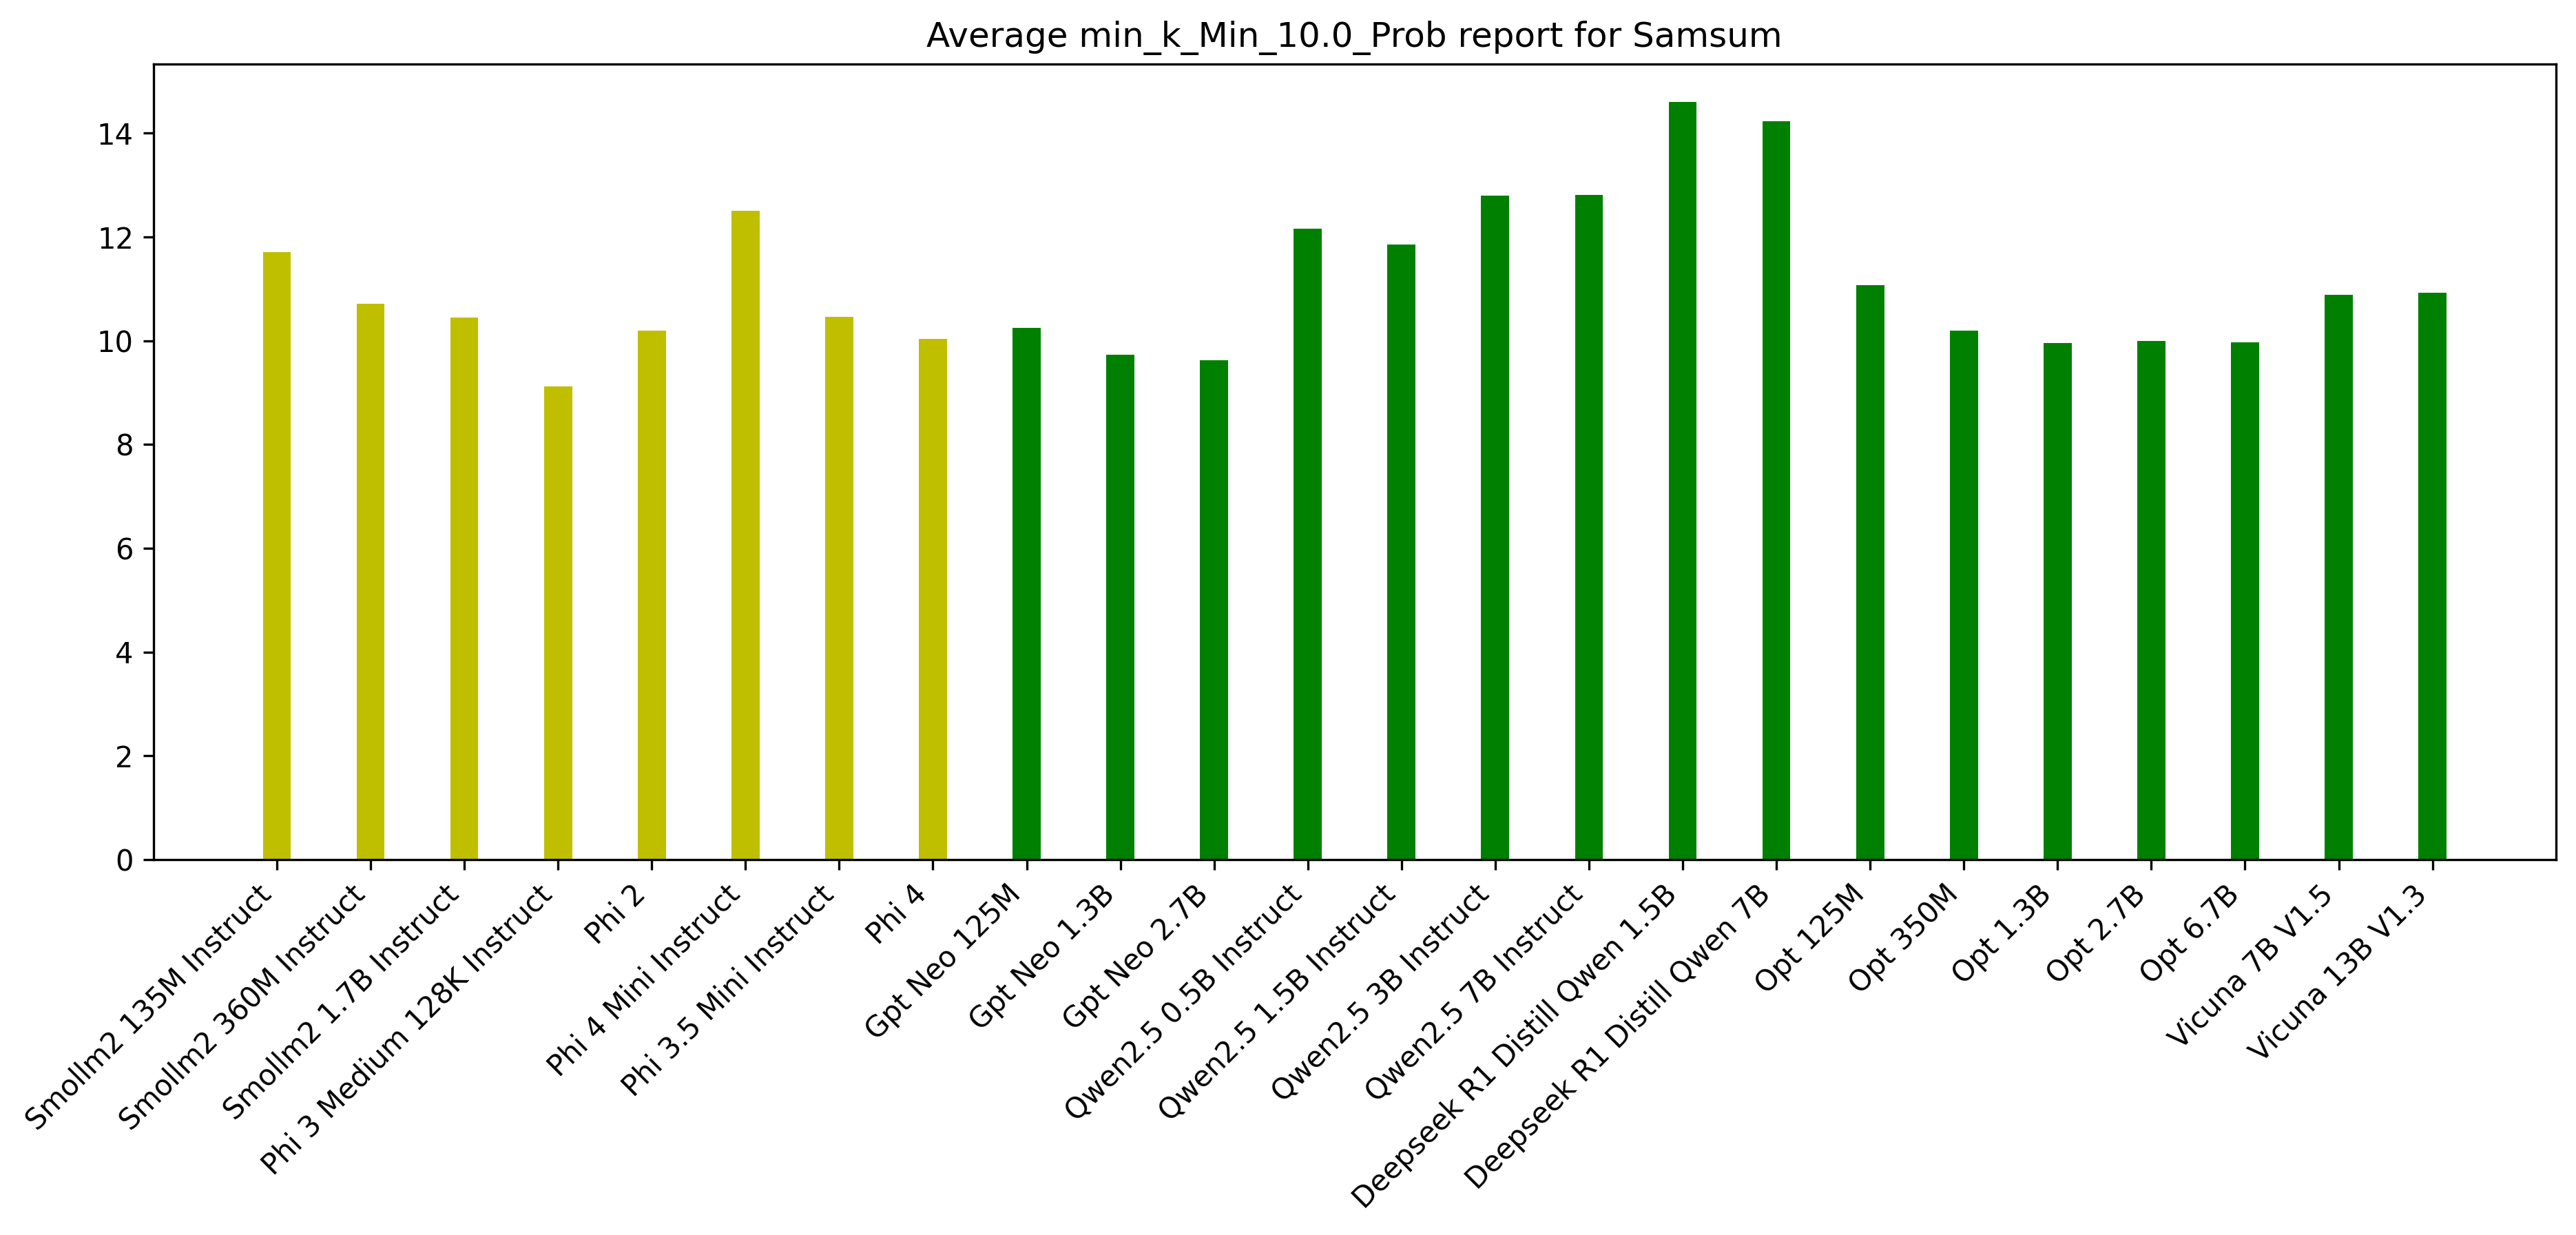 Average min_k_Min_10.0_Prob report for Samsum
14
12
10
8
6
4
2
0
Smollm2 135M Instruct
Smollm2 360M Instruct
Smollm2 1.7B Instruct
Phi 3 Medium 128K Instruct
Phi 2
Phi 4 Mini Instruct
Phi 3.5 Mini Instruct
Phi 4
Gpt Neo 125M
Gpt Neo 1.3B
Gpt Neo 2.7B
Qwen2.5 0.5B Instruct
Qwen2.5 1.5B Instruct
Qwen2.5 3B Instruct
Qwen2.5 7B Instruct
Deepseek R1 Distill Qwen 1.5B
Deepseek R1 Distill Qwen 7B
Opt 125M
Opt 350M
Opt 1.3B
Opt 2.7B
Opt 6.7B
Vicuna 7B V1.5
Vicuna 13B V1.3